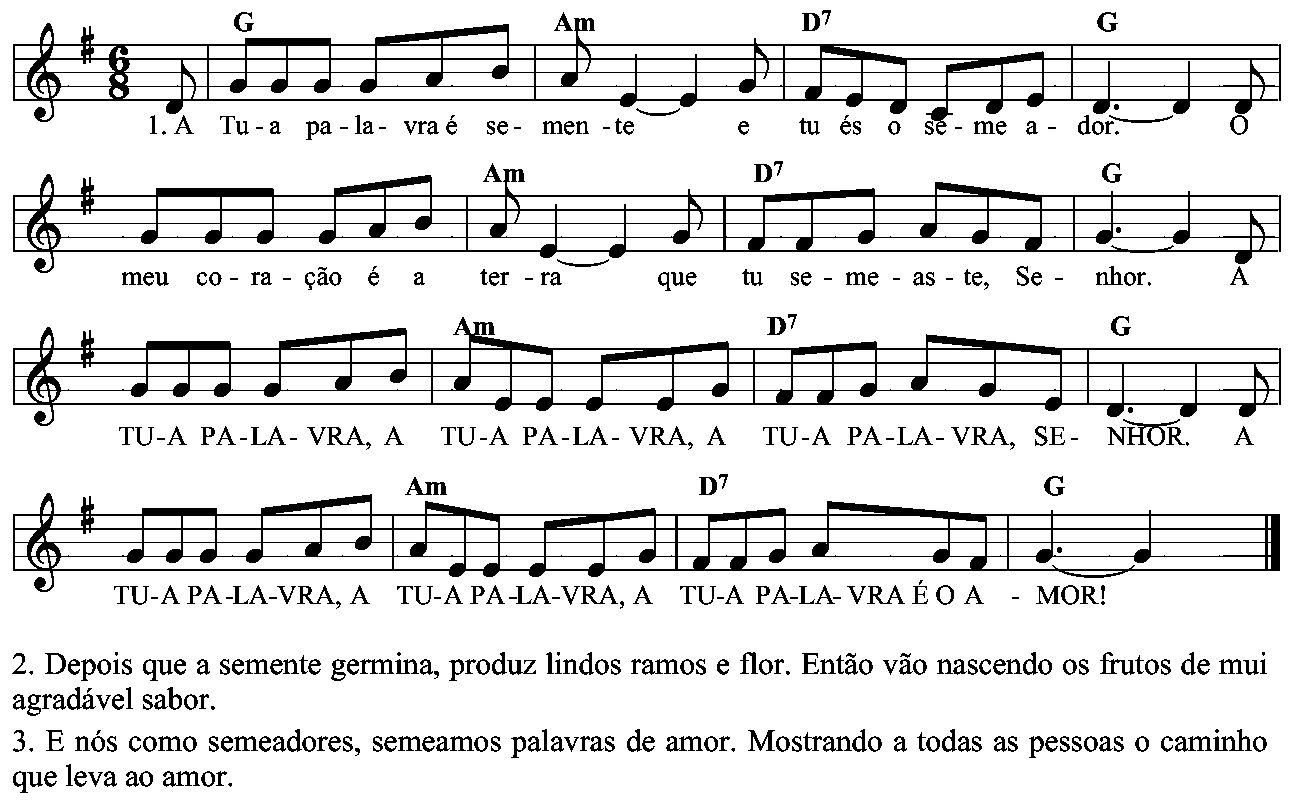 G Am D7 G
6
8
1. A Tu - a pa - la - vra é se - men - te e tu és o se - me a - dor. O
Am D7 G
meu co - ra - ção é a ter - ra que tu se - me - as - te, Se - nhor. A
Am D7 G
TU - A PA - LA - VRA, A TU - A PA - LA - VRA, A TU - A PA - LA - VRA, SE - NHOR. A
Am D7 G
TU - A PA - LA - VRA, A TU - A PA - LA - VRA, A TU - A PA - LA - VRA É O A - MOR!
2. Depois que a semente germina, produz lindos ramos e flor. Então vão nascendo os frutos de mui
agradável sabor.
3. E nós como semeadores, semeamos palavras de amor. Mostrando a todas as pessoas o caminho
que leva ao amor.